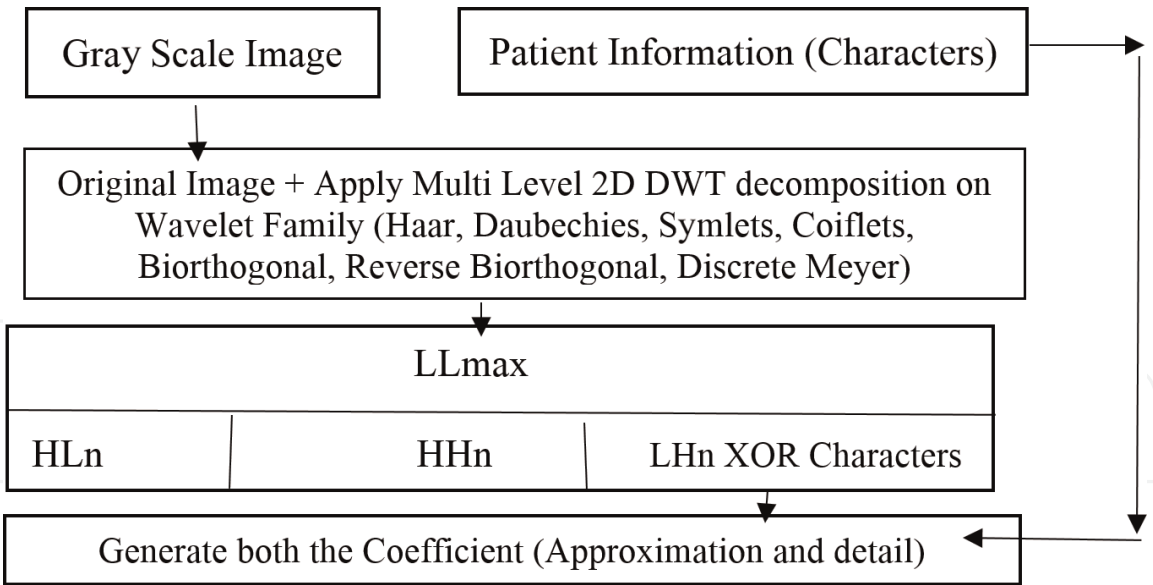 Gray Scale Image
Patient Information (Characters)
Original Image + Apply Multi Level 2D DWT decomposition on
Wavelet Family (Haar, Daubechies, Symlets, Coiflets,
Biorthogonal, Reverse Biorthogonal, Discrete Meyer)
LLmax
HLn
HHn
LHn XOR Characters
Generate both the Coefficient (Approximation and detail)